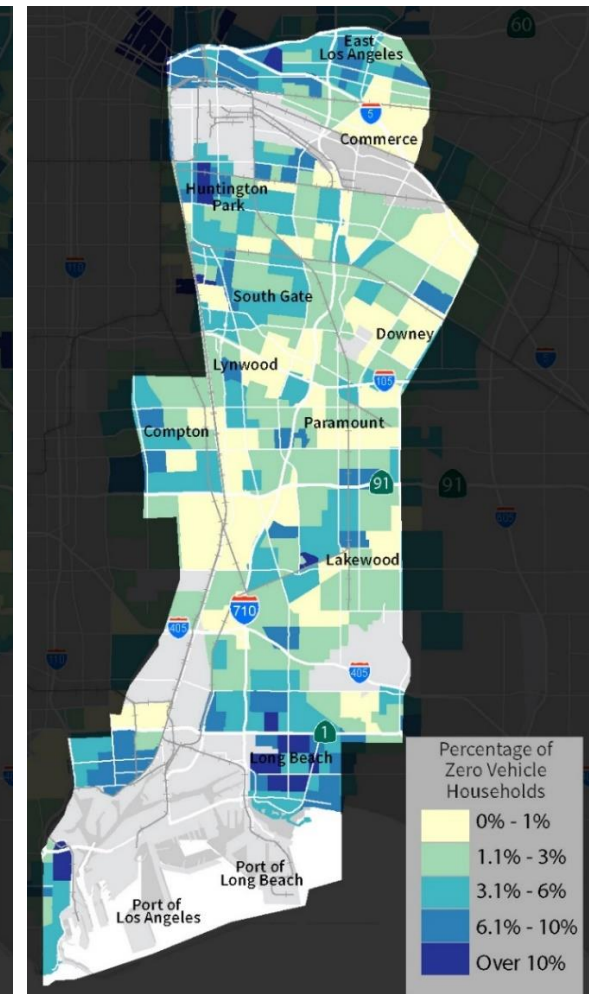 60
East
Los Angeles
5
Commerce
Huntington
Park
110
South Gate
Downey
Lynwood
105
Compton
Paramount
91
91
Lakewood
710
405
405
1
Long Beach
Port of
Long Beach
Port of
Los Angeles
Percentage of
Zero Vehicle
Households
0% - 1%
1.1% - 3%
3.1% - 6%
6.1% - 10%
Over 10%